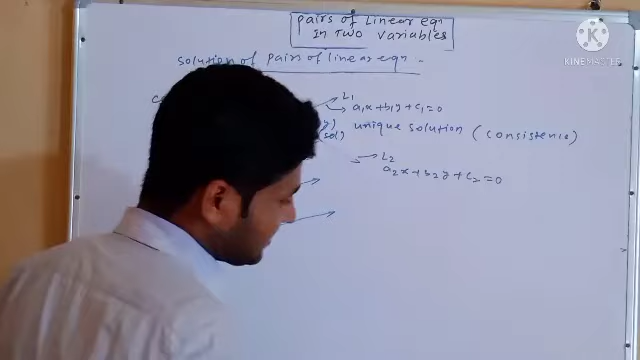 pairs of Linear eqn
In Two Variables
KINEMASTER
solution of pair of linear eqn.
L1
a1x + b1y + c1 = 0
y)
(sol) unique solution (consistence)
L2
a2x + b2y + c2 = 0